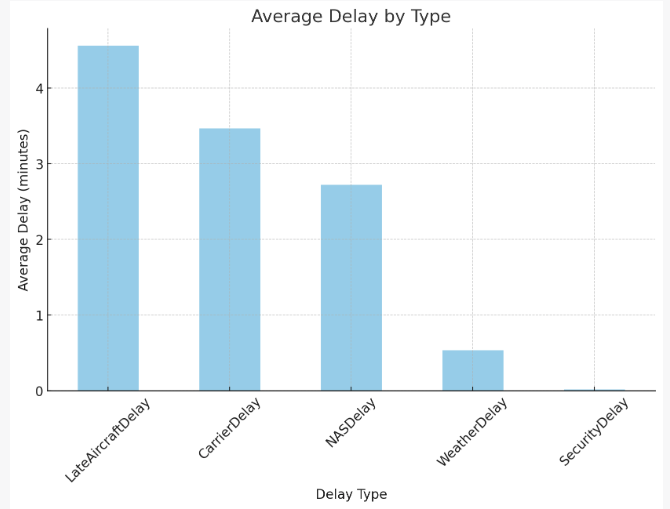 Average Delay by Type
Average Delay (minutes)
4
3
2
1
0
LateAircraftDelay
CarrierDelay
NASDelay
WeatherDelay
SecurityDelay
Delay Type